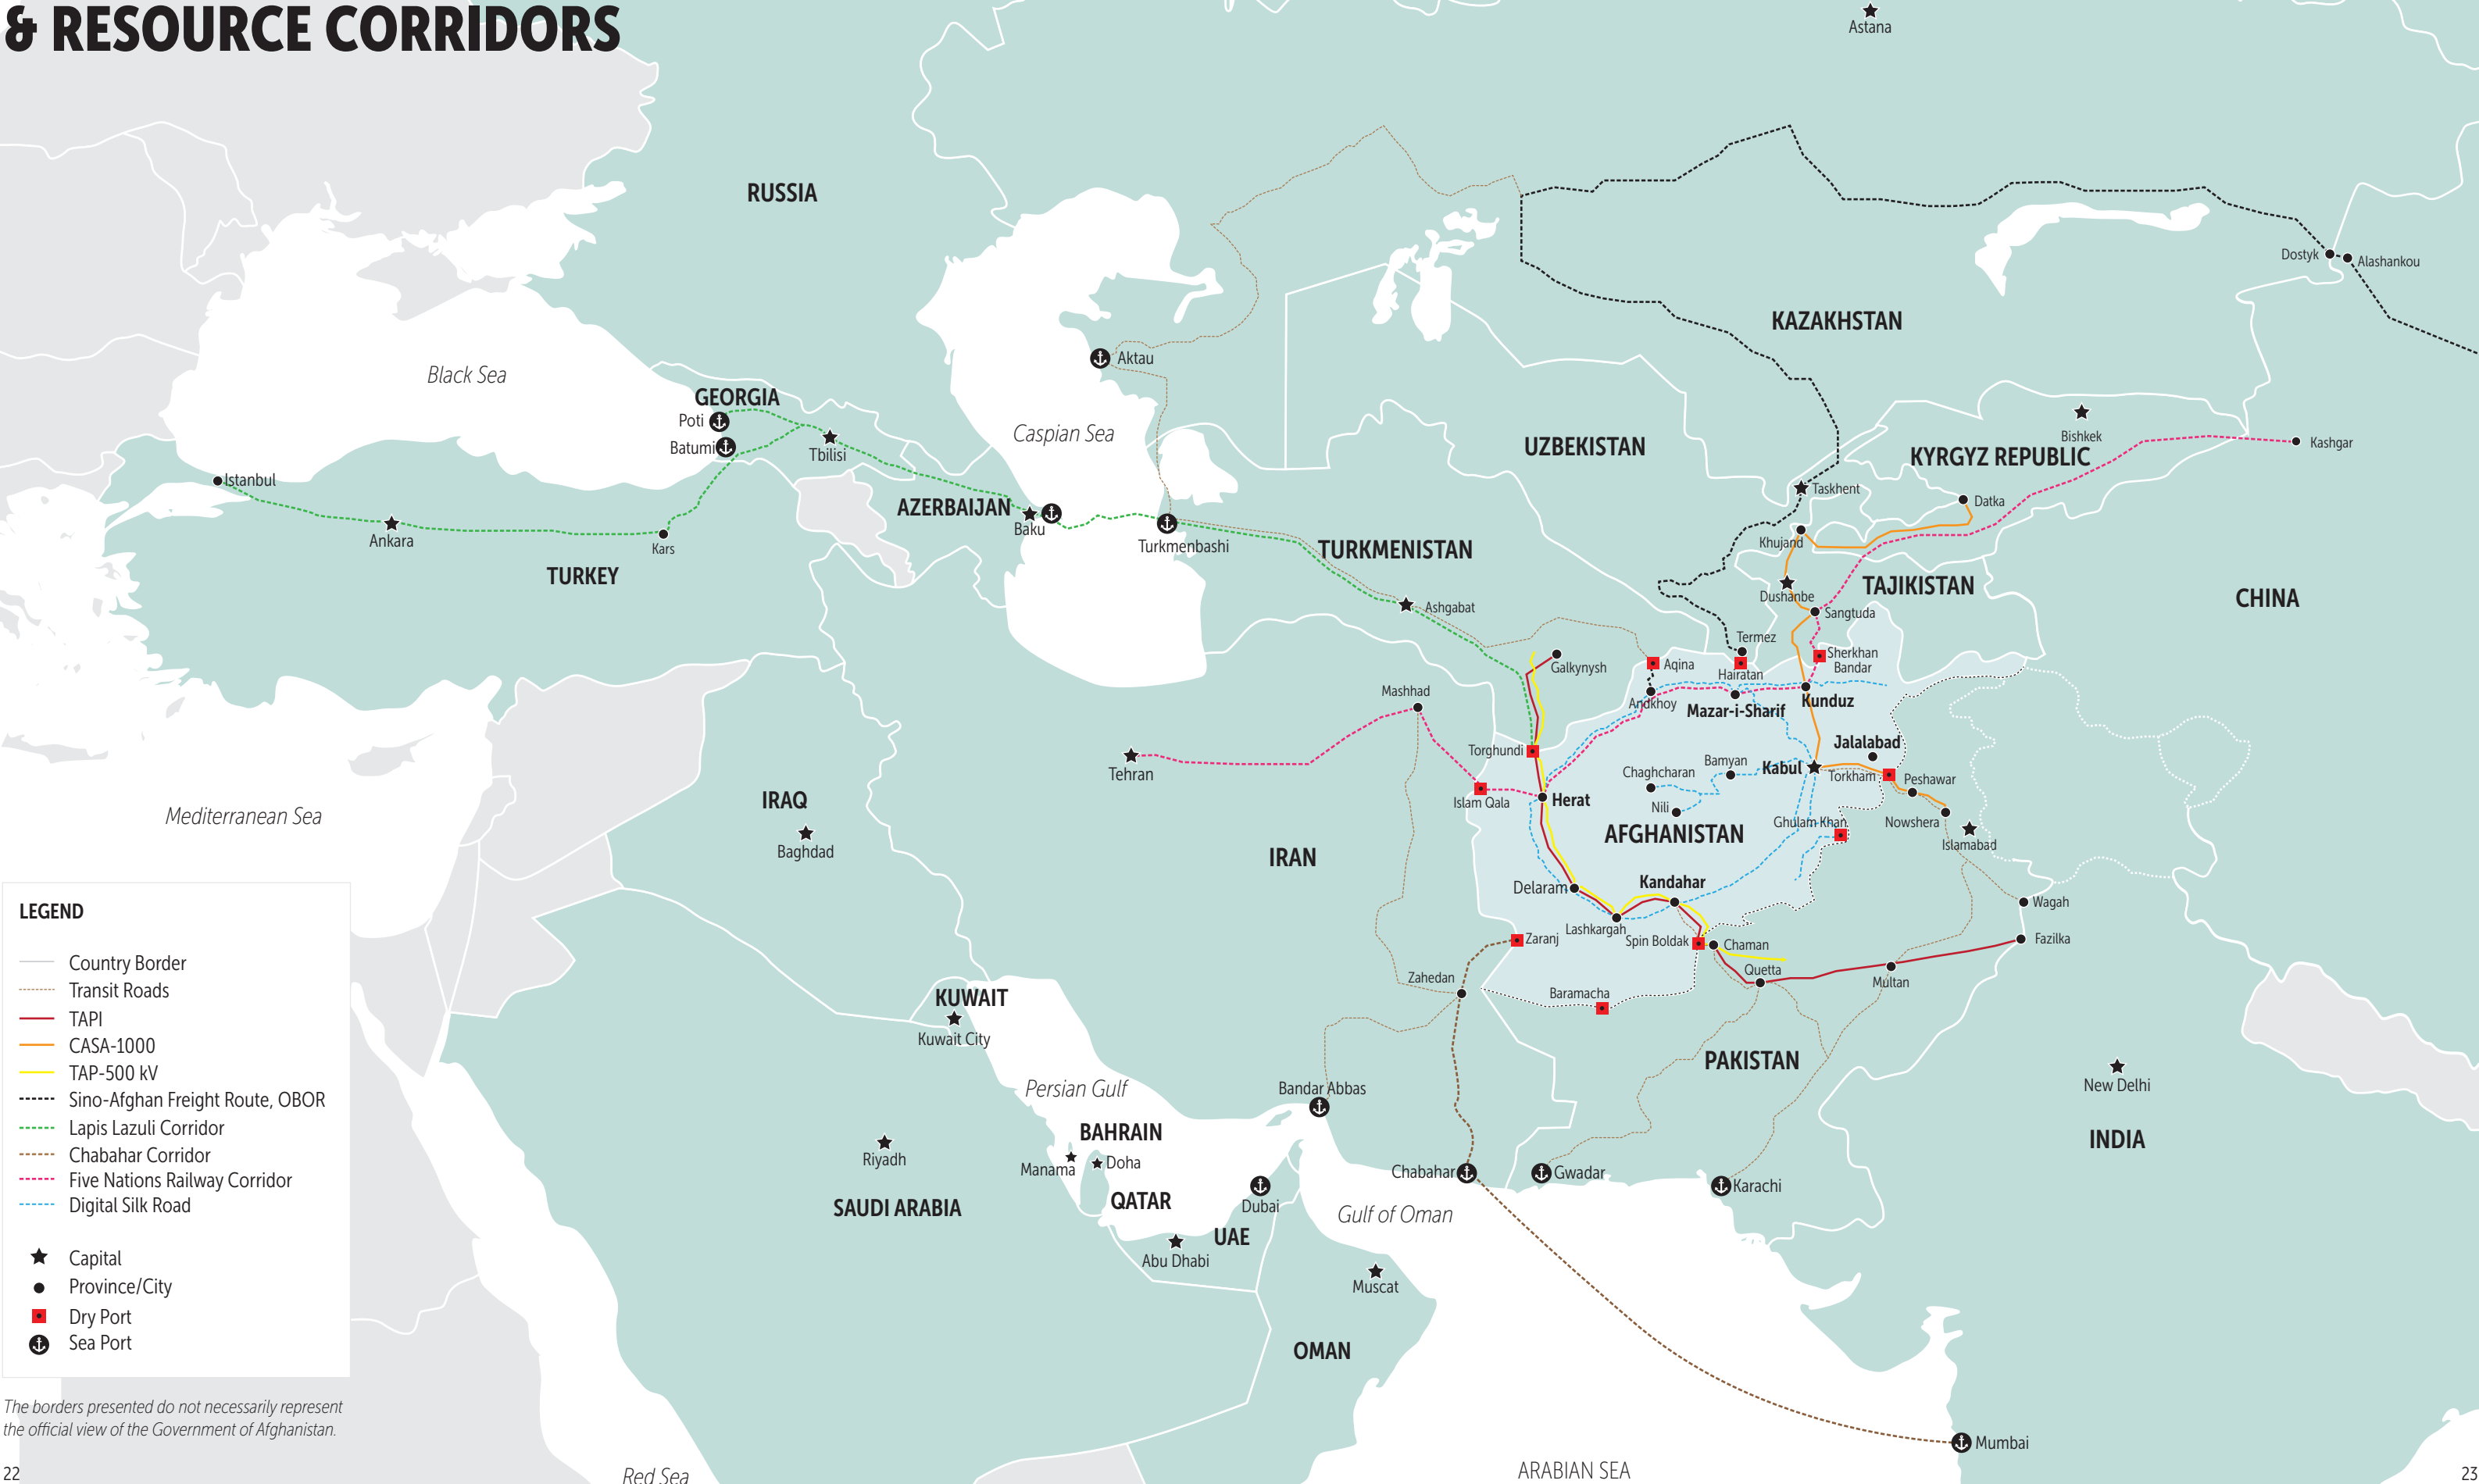 & RESOURCE CORRIDORS
Astana
RUSSIA
Dostyk
Alashankou
KAZAKHSTAN
Aktau
Black Sea
GEORGIA
Poti
Batumi
Tbilisi
Caspian Sea
UZBEKISTAN
Bishkek
KYRGYZ REPUBLIC
Kashgar
Istanbul
Taskhent
Datka
AZERBAIJAN
Baku
Ankara
Kars
Turkmenbashi
Khujand
TURKMENISTAN
TURKEY
Dushanbe
TAJIKISTAN
CHINA
Ashgabat
Sangtuda
Termez
Sherkhan
Bandar
Galkynysh
Aqina
Hairatan
Mashhad
Andkhoy
Mazar-i-Sharif
Kunduz
Torghundi
Jalalabad
Tehran
Chaghcharan
Bamyan
Kabul
Torkham
Peshawar
Islam Qala
Herat
IRAQ
Nili
Mediterranean Sea
AFGHANISTAN
Ghulam Khan
Nowshera
Islamabad
Baghdad
IRAN
Delaram
Kandahar
Wagah
Lashkargah
Zaranj
Spin Boldak
Chaman
Fazilka
Zahedan
Quetta
Multan
Baramacha
KUWAIT
Kuwait City
PAKISTAN
Persian Gulf
Bandar Abbas
New Delhi
BAHRAIN
INDIA
Riyadh
Manama
Doha
Chabahar
Gwadar
Karachi
QATAR
SAUDI ARABIA
Dubai
Gulf of Oman
UAE
Abu Dhabi
Muscat
OMAN
Mumbai
ARABIAN SEA
Red Sea
LEGEND
Country Border
Transit Roads
TAPI
CASA-1000
TAP-500 kV
Sino-Afghan Freight Route, OBOR
Lapis Lazuli Corridor
Chabahar Corridor
Five Nations Railway Corridor
Digital Silk Road
Capital
Province/City
Dry Port
Sea Port
The borders presented do not necessarily represent
the official view of the Government of Afghanistan.
22
23